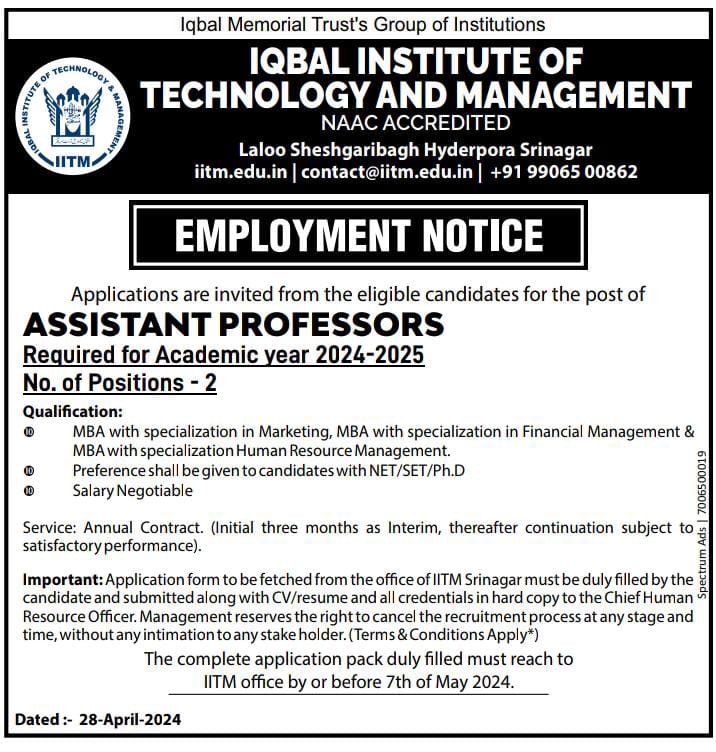 Iqbal Memorial Trust's Group of Institutions
IQBAL INSTITUTE OF TECHNOLOGY & MANAGEMENT
IITM
IQBAL INSTITUTE OF
TECHNOLOGY AND MANAGEMENT
NAAC ACCREDITED
Laloo Sheshgaribagh Hyderpora Srinagar
iitm.edu.in | contact@iitm.edu.in | +91 99065 00862
EMPLOYMENT NOTICE
Applications are invited from the eligible candidates for the post of
ASSISTANT PROFESSORS
Required for Academic year 2024-2025
No. of Positions - 2
Qualification:
⓾ MBA with specialization in Marketing, MBA with specialization in Financial Management &
MBA with specialization Human Resource Management.
⓾ Preference shall be given to candidates with NET/SET/Ph.D
⓾ Salary Negotiable
Service: Annual Contract. (Initial three months as Interim, thereafter continuation subject to
satisfactory performance).
Important: Application form to be fetched from the office of IITM Srinagar must be duly filled by the
candidate and submitted along with CV/resume and all credentials in hard copy to the Chief Human
Resource Officer. Management reserves the right to cancel the recruitment process at any stage and
time, without any intimation to any stake holder. (Terms & Conditions Apply*)
The complete application pack duly filled must reach to
IITM office by or before 7th of May 2024.
Dated :- 28-April-2024
Spectrum Ads | 7006500019